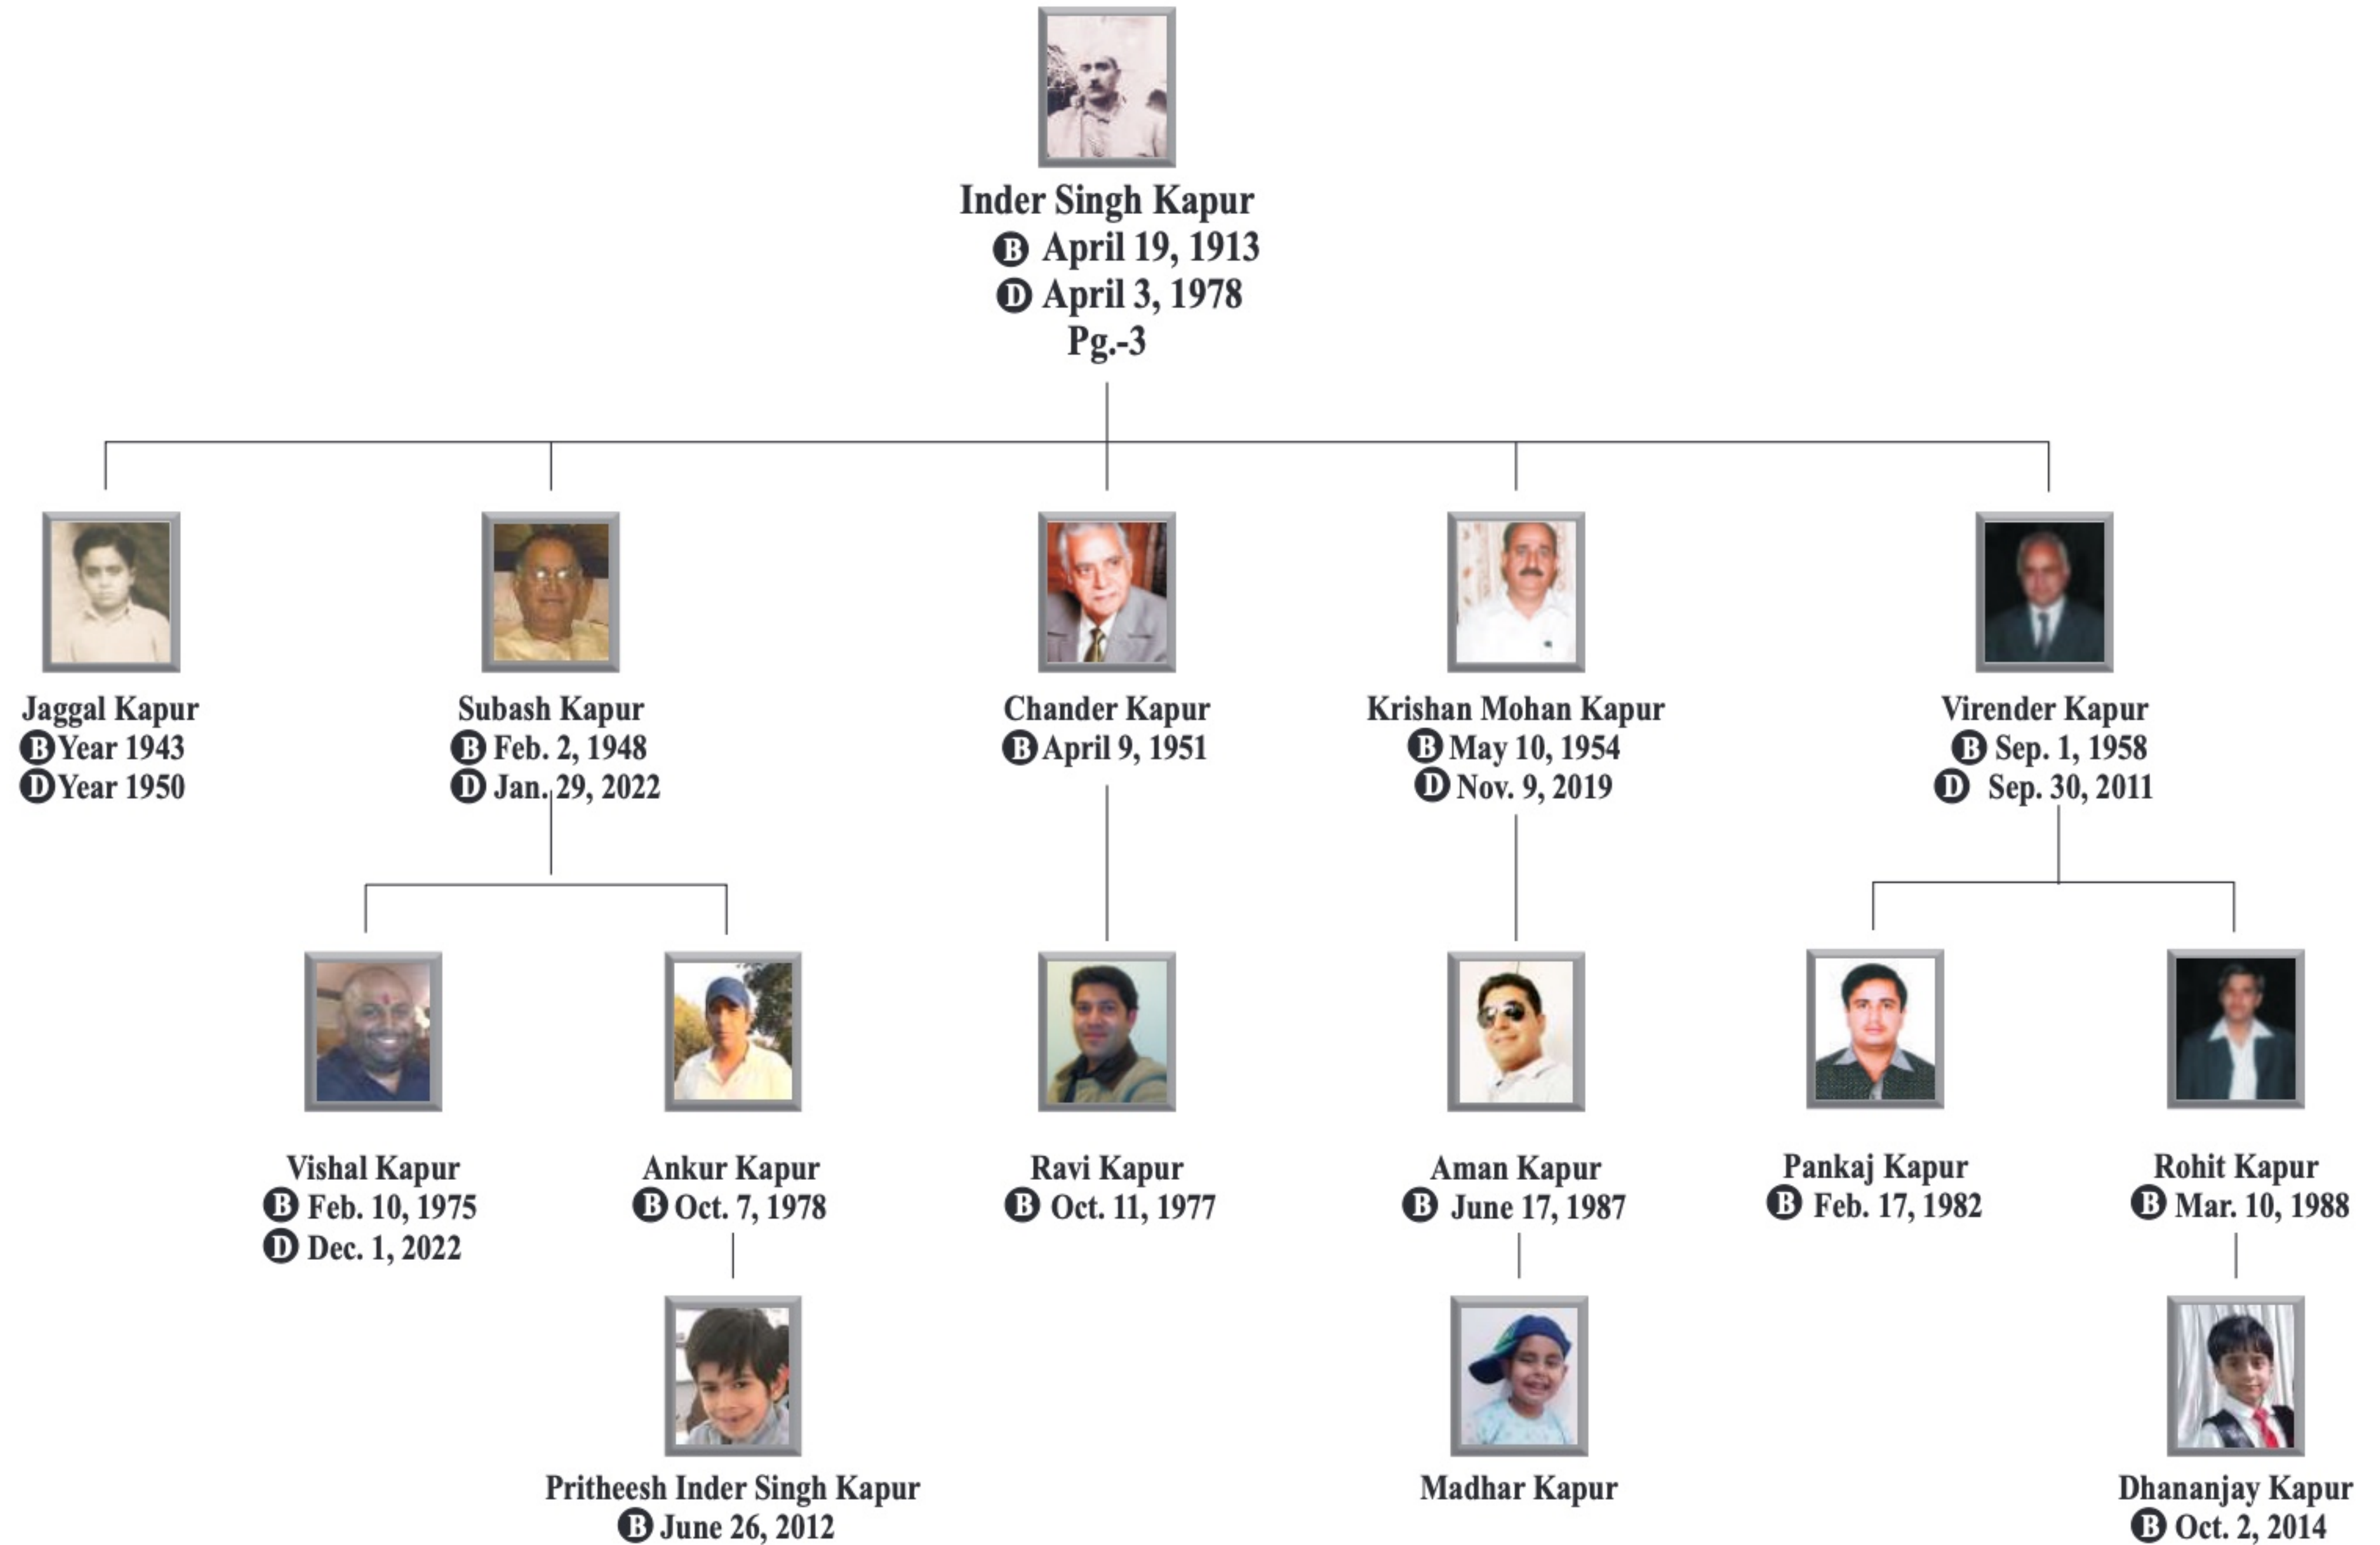 Inder Singh Kapur
B April 19, 1913
D April 3, 1978
Pg.-3
Jaggal Kapur
B Year 1943
D Year 1950
Subash Kapur
B Feb. 2, 1948
D Jan. 29, 2022
Chander Kapur
B April 9, 1951
Krishan Mohan Kapur
B May 10, 1954
D Nov. 9, 2019
Virender Kapur
B Sep. 1, 1958
D Sep. 30, 2011
Vishal Kapur
B Feb. 10, 1975
D Dec. 1, 2022
Ankur Kapur
B Oct. 7, 1978
Ravi Kapur
B Oct. 11, 1977
Aman Kapur
B June 17, 1987
Pankaj Kapur
B Feb. 17, 1982
Rohit Kapur
B Mar. 10, 1988
Pritheesh Inder Singh Kapur
B June 26, 2012
Madhar Kapur
Dhananjay Kapur
B Oct. 2, 2014